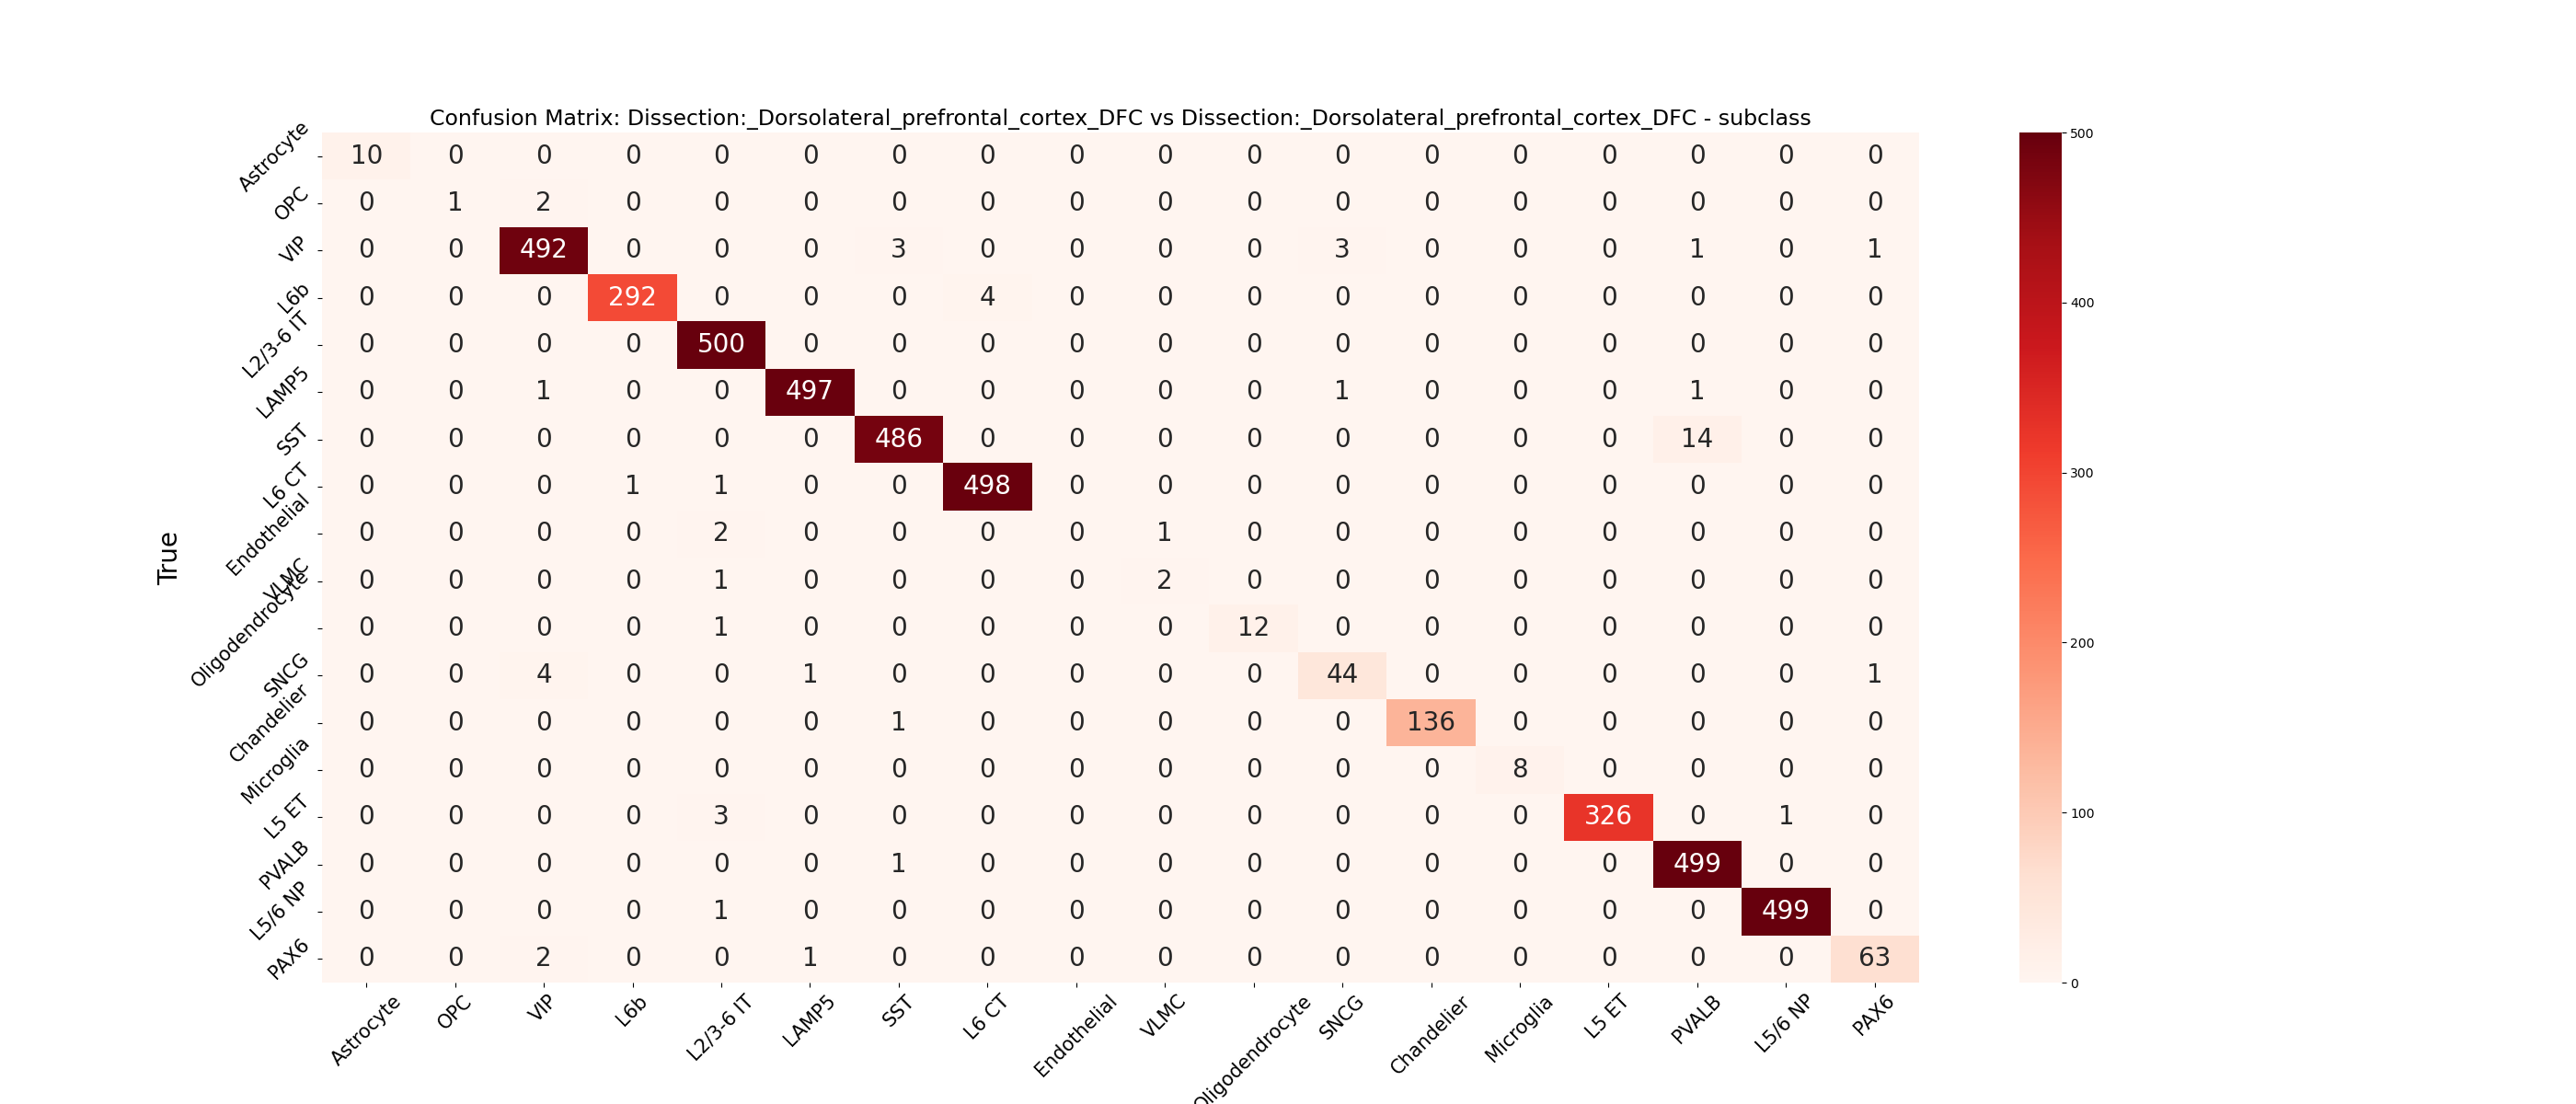 Confusion Matrix: Dissection:_Dorsolateral_prefrontal_cortex_DFC vs Dissection:_Dorsolateral_prefrontal_cortex_DFC - subclass
True
Astrocyte 10 0 0 0 0 0 0 0 0 0 0 0 0 0 0 0 0 0
OPC 0 1 2 0 0 0 0 0 0 0 0 0 0 0 0 0 0 0
VIP 0 0 492 0 0 0 3 0 0 0 0 3 0 0 0 1 0 1
L6b 0 0 0 292 0 0 0 4 0 0 0 0 0 0 0 0 0 0
L2/3-6 IT 0 0 0 0 500 0 0 0 0 0 0 0 0 0 0 0 0 0
LAMP5 0 0 1 0 0 497 0 0 0 0 0 1 0 0 0 1 0 0
SST 0 0 0 0 0 0 486 0 0 0 0 0 0 0 0 14 0 0
L6 CT 0 0 0 1 1 0 0 498 0 0 0 0 0 0 0 0 0 0
Endothelial 0 0 0 0 2 0 0 0 0 1 0 0 0 0 0 0 0 0
VLMC 0 0 0 0 1 0 0 0 0 2 0 0 0 0 0 0 0 0
Oligodendrocyte 0 0 0 0 1 0 0 0 0 0 12 0 0 0 0 0 0 0
SNCG 0 0 4 0 0 1 0 0 0 0 0 44 0 0 0 0 0 1
Chandelier 0 0 0 0 0 0 1 0 0 0 0 0 136 0 0 0 0 0
Microglia 0 0 0 0 0 0 0 0 0 0 0 0 0 8 0 0 0 0
L5 ET 0 0 0 0 3 0 0 0 0 0 0 0 0 0 326 0 1 0
PVALB 0 0 0 0 0 0 1 0 0 0 0 0 0 0 0 499 0 0
L5/6 NP 0 0 0 0 1 0 0 0 0 0 0 0 0 0 0 0 499 0
PAX6 0 0 2 0 0 1 0 0 0 0 0 0 0 0 0 0 0 63
Astrocyte OPC VIP L6b L2/3-6 IT LAMP5 SST L6 CT Endothelial VLMC Oligodendrocyte SNCG Chandelier Microglia L5 ET PVALB L5/6 NP PAX6
500
400
300
200
100
0